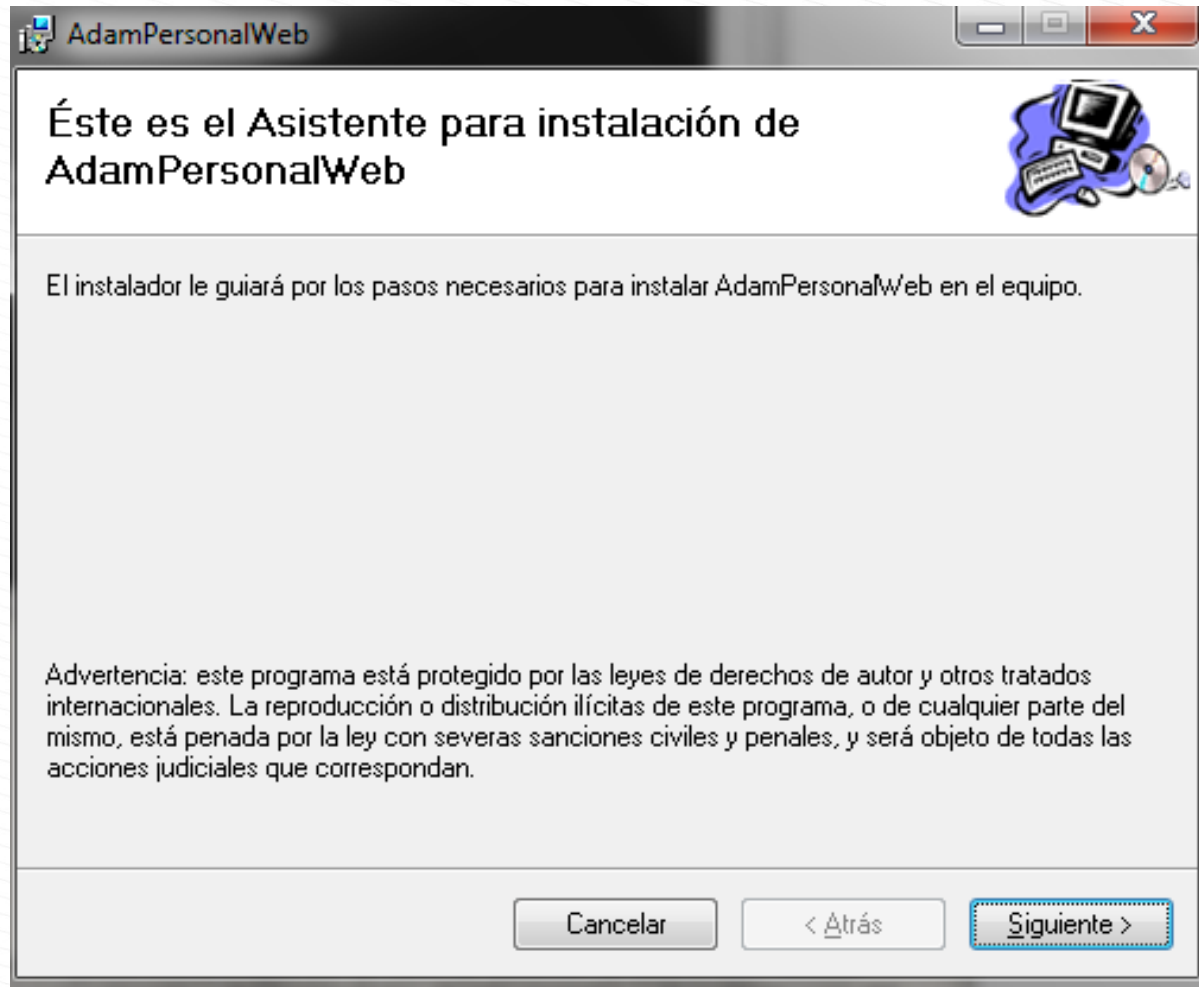 AdamPersonalWeb
Éste es el Asistente para instalación de
AdamPersonalWeb
El instalador le guiará por los pasos necesarios para instalar AdamPersonalWeb en el equipo.
Advertencia: este programa está protegido por las leyes de derechos de autor y otros tratados
internacionales. La reproducción o distribución ilícitas de este programa, o de cualquier parte del
mismo, está penada por la ley con severas sanciones civiles y penales, y será objeto de todas las
acciones judiciales que correspondan.
Cancelar < Atrás Siguiente >